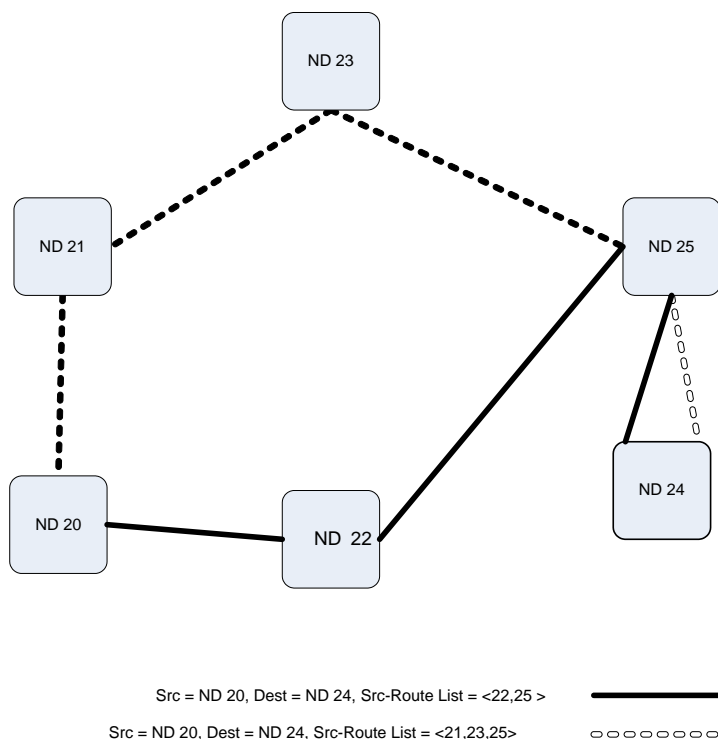 ND 23
ND 21
ND 25
ND 24
ND 20
ND 22
Src = ND 20, Dest = ND 24, Src-Route List = <22,25 >
Src = ND 20, Dest = ND 24, Src-Route List = <21,23,25>